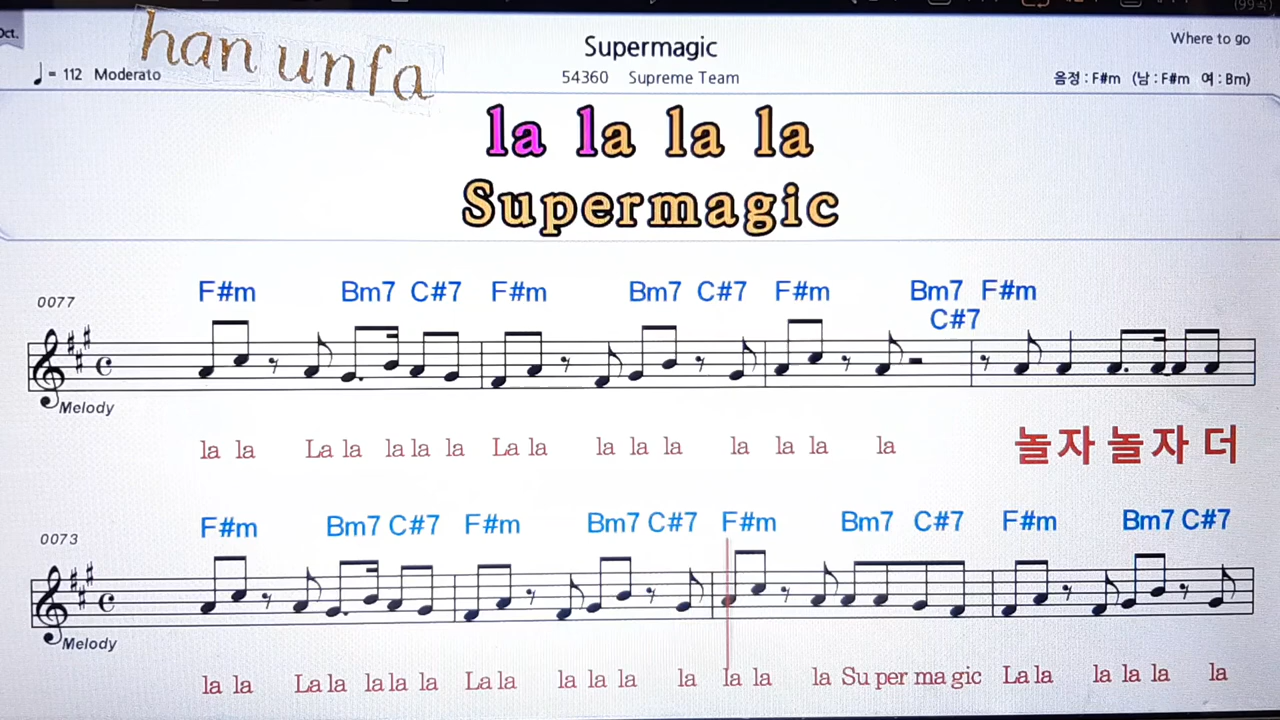 Oct.
han unfa
Supermagic
Where to go
♩= 112 Moderato
54360 Supreme Team
음정 : F#m (남 : F#m 여 : Bm)
la la la la
Supermagic
0077
F#m Bm7 C#7 F#m Bm7 C#7 F#m Bm7 F#m
C#7
Melody
la la La la la la la La la la la la la la la la 놀자 놀자 더
0073
F#m Bm7 C#7 F#m Bm7 C#7 F#m Bm7 C#7 F#m Bm7 C#7
Melody
la la La la la la la La la la la la la la la la Su per ma gic La la la la la la